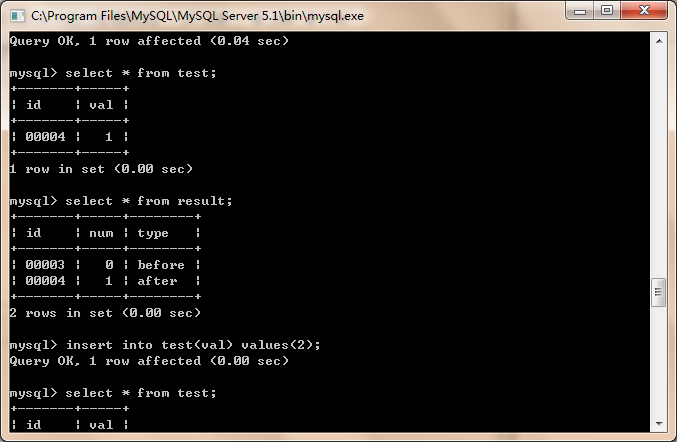 C:\Program Files\MySQL\MySQL Server 5.1\bin\mysql.exe
Query OK, 1 row affected (0.04 sec)
mysql> select * from test;
+-------+-----+
¦ id    ¦ val ¦
+-------+-----+
¦ 00004 ¦   1 ¦
+-------+-----+
1 row in set (0.00 sec)
mysql> select * from result;
+-------+-----+--------+
¦ id    ¦ num ¦ type   ¦
+-------+-----+--------+
¦ 00003 ¦   0 ¦ before ¦
¦ 00004 ¦   1 ¦ after  ¦
+-------+-----+--------+
2 rows in set (0.00 sec)
mysql> insert into test(val) values(2);
Query OK, 1 row affected (0.00 sec)
mysql> select * from test;
+-------+-----+
¦ id    ¦ val ¦